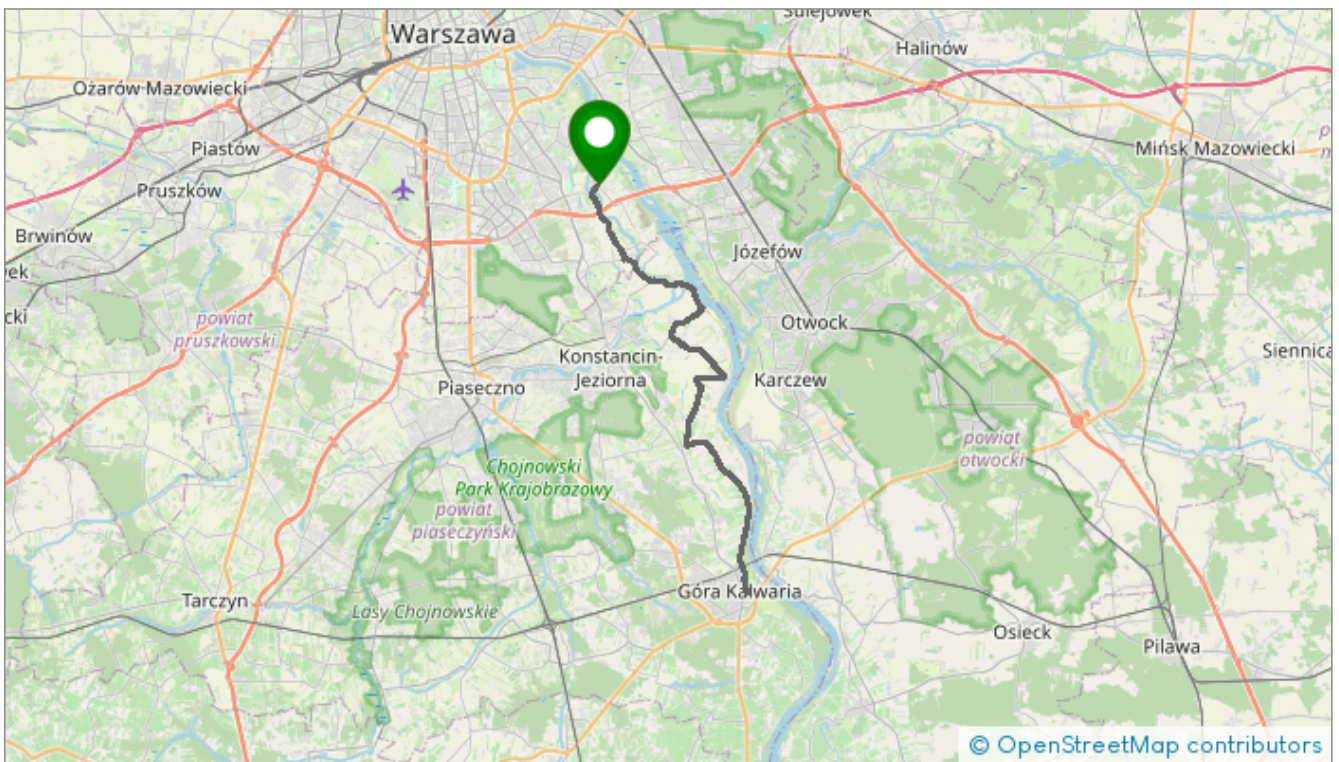 Sulejówek
Warszawa
Halinów
Ożarów Mazowiecki
Piastów
Mińsk Mazowiecki
Pruszków
Brwinów
Józefów
powiat
pruszkowski
Otwock
Konstancin-
Jeziorna
Siennica
Piaseczno
Karczew
powiat
otwocki
Chojnowski
Park Krajobrazowy
powiat
piaseczyński
Góra Kalwaria
Tarczyn
Lasy Chojnowskie
Osieck
Pilawa
© OpenStreetMap contributors